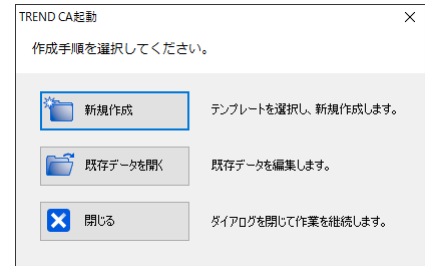 TREND CA起動
作成手順を選択してください。
新規作成
テンプレートを選択し、新規作成します。
既存データを開く
既存データを編集します。
閉じる
ダイアログを閉じて作業を継続します。